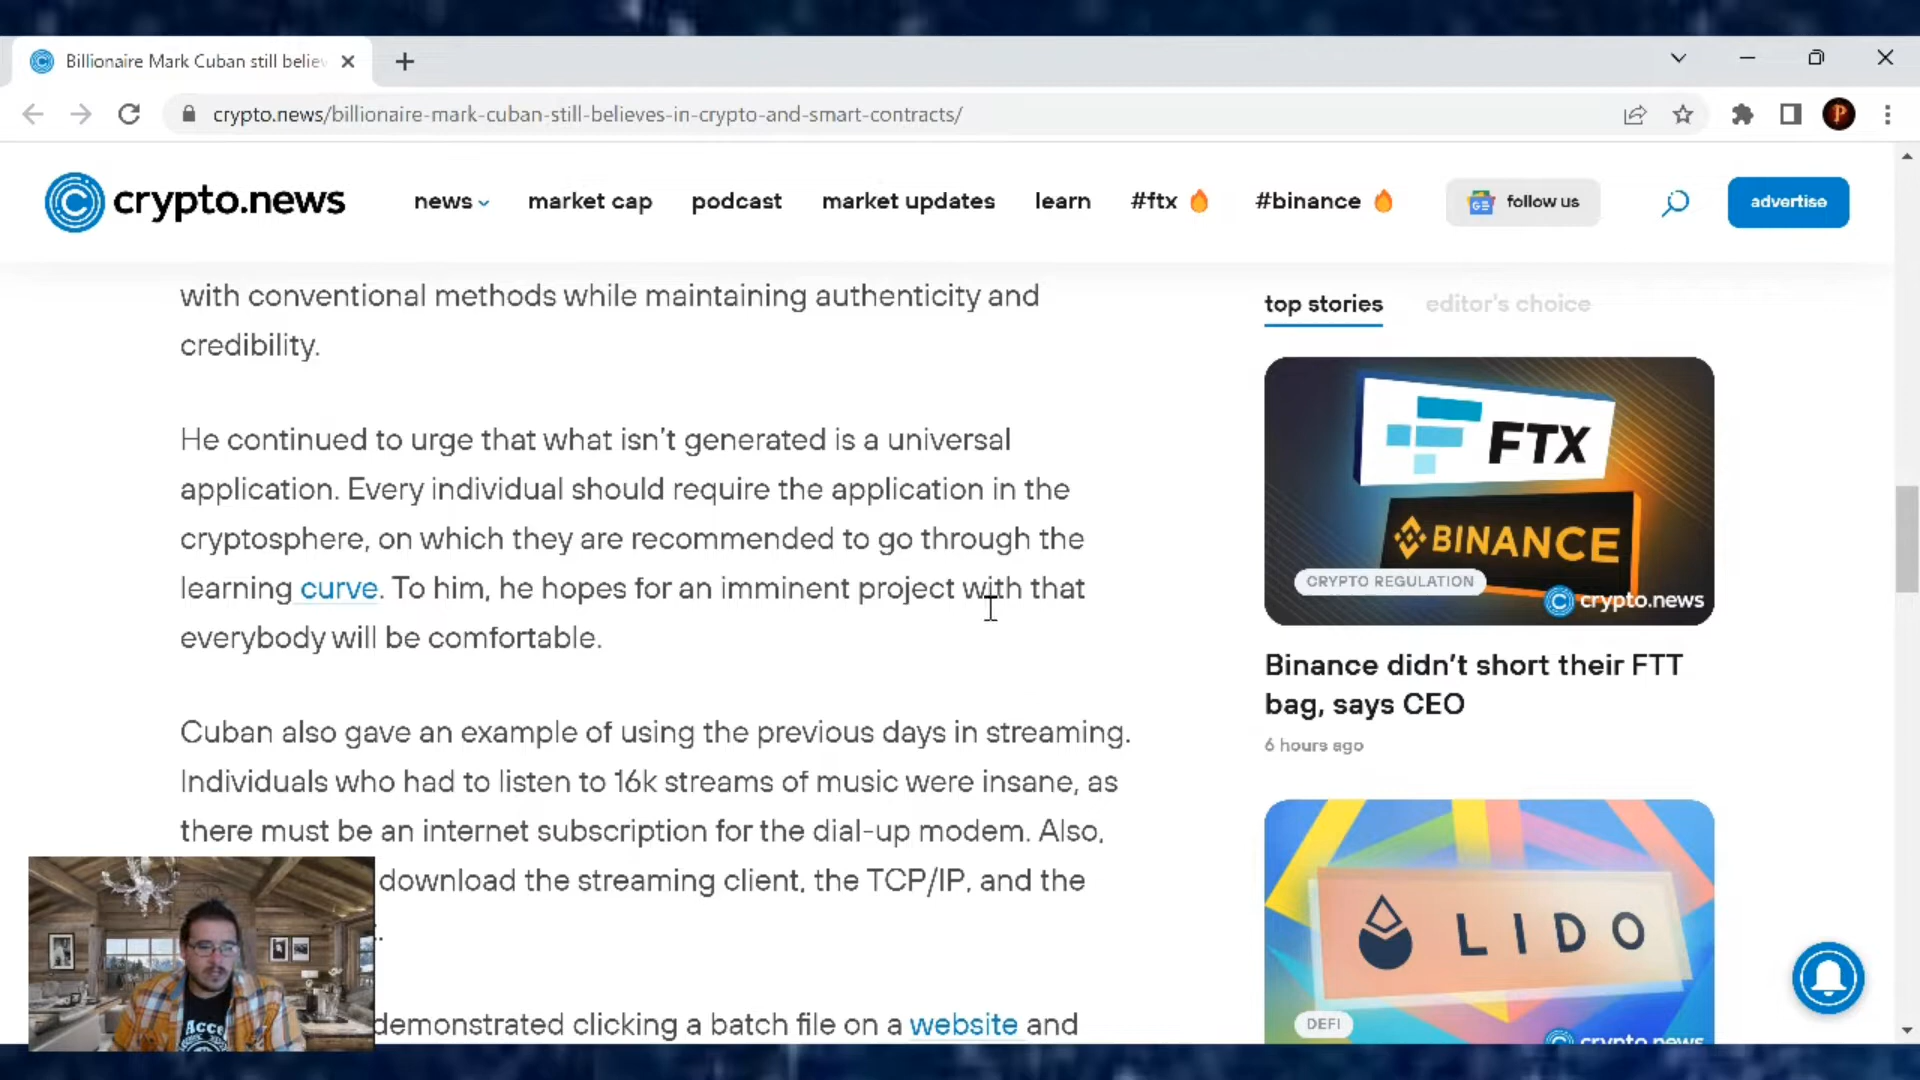 Billionaire Mark Cuban still believ
crypto.news/billionaire-mark-cuban-still-believes-in-crypto-and-smart-contracts/
P
crypto.news
news
market cap
podcast
market updates
learn
#ftx
#binance
GE
follow us
advertise
with conventional methods while maintaining authenticity and
credibility.
He continued to urge that what isn't generated is a universal
application. Every individual should require the application in the
cryptosphere, on which they are recommended to go through the
learning curve. To him, he hopes for an imminent project with that
everybody will be comfortable.
Cuban also gave an example of using the previous days in streaming.
Individuals who had to listen to 16k streams of music were insane, as
there must be an internet subscription for the dial-up modem. Also,
download the streaming client, the TCP/IP, and the
demonstrated clicking a batch file on a website and
Acce
top stories
editor's choice
FTX
BINANCE
CRYPTO REGULATION
crypto.news
Binance didn't short their FTT
bag, says CEO
6 hours ago
LIDO
DEFI
crypto.news